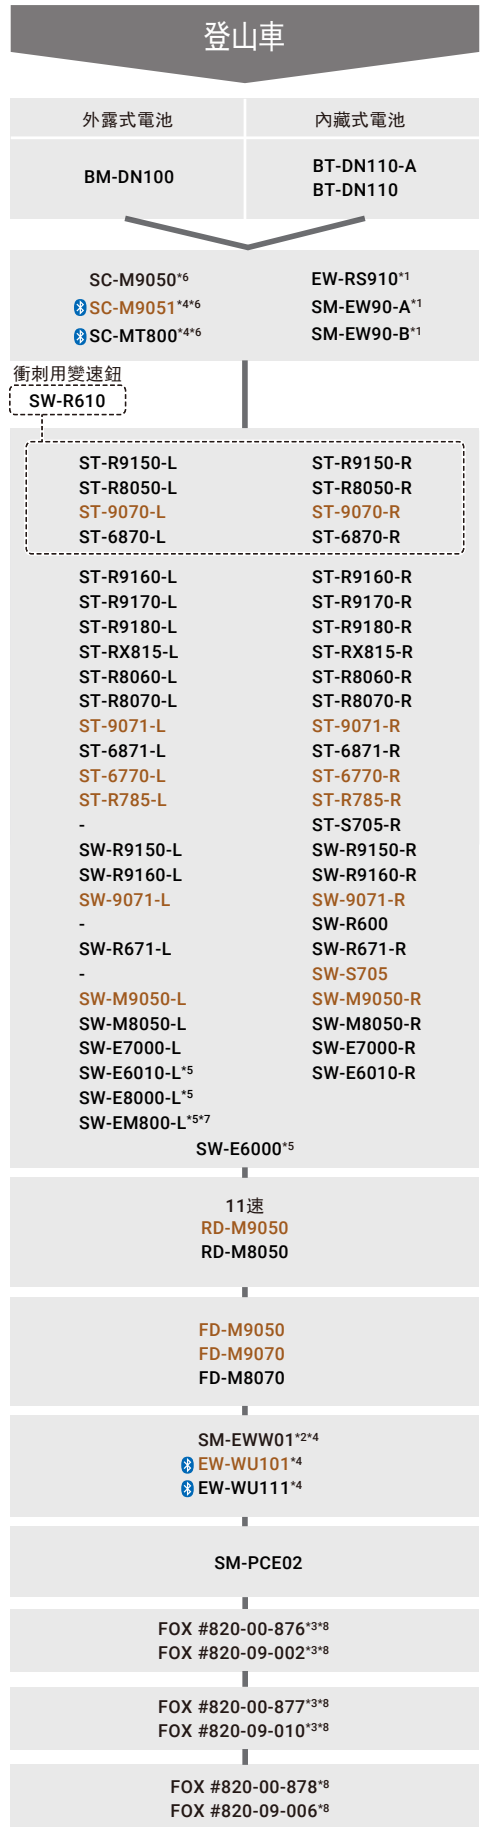 登山車
外露式電池 內藏式電池
BM-DN100
BT-DN110-A
BT-DN110
SC-M9050*6 EW-RS910*1
SC-M9051*4*6 SM-EW90-A*1
SC-MT800*4*6 SM-EW90-B*1
衝刺用變速鈕
SW-R610
ST-R9150-L ST-R9150-R
ST-R8050-L ST-R8050-R
ST-9070-L ST-9070-R
ST-6870-L ST-6870-R
ST-R9160-L ST-R9160-R
ST-R9170-L ST-R9170-R
ST-R9180-L ST-R9180-R
ST-RX815-L ST-RX815-R
ST-R8060-L ST-R8060-R
ST-R8070-L ST-R8070-R
ST-9071-L ST-9071-R
ST-6871-L ST-6871-R
ST-6770-L ST-6770-R
ST-R785-L ST-R785-R
- ST-S705-R
SW-R9150-L SW-R9150-R
SW-R9160-L SW-R9160-R
SW-9071-L SW-9071-R
- SW-R600
SW-R671-L SW-R671-R
- SW-S705
SW-M9050-L SW-M9050-R
SW-M8050-L SW-M8050-R
SW-E7000-L SW-E7000-R
SW-E6010-L*5 SW-E6010-R
SW-E8000-L*5
SW-EM800-L*5*7
SW-E6000*5
11速
RD-M9050
RD-M8050
FD-M9050
FD-M9070
FD-M8070
SM-EWW01*2*4
EW-WU101*4
EW-WU111*4
SM-PCE02
FOX #820-00-876*3*8
FOX #820-09-002*3*8
FOX #820-00-877*3*8
FOX #820-09-010*3*8
FOX #820-00-878*8
FOX #820-09-006*8